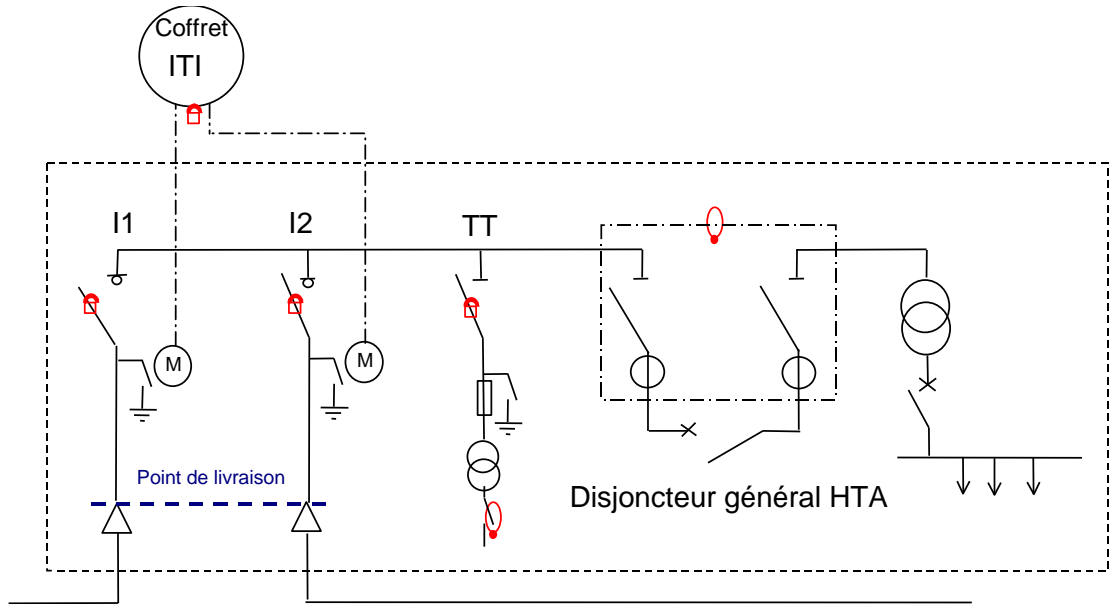 Coffret
ITI
I1
I2
TT
M
M
Point de livraison
Disjoncteur général HTA